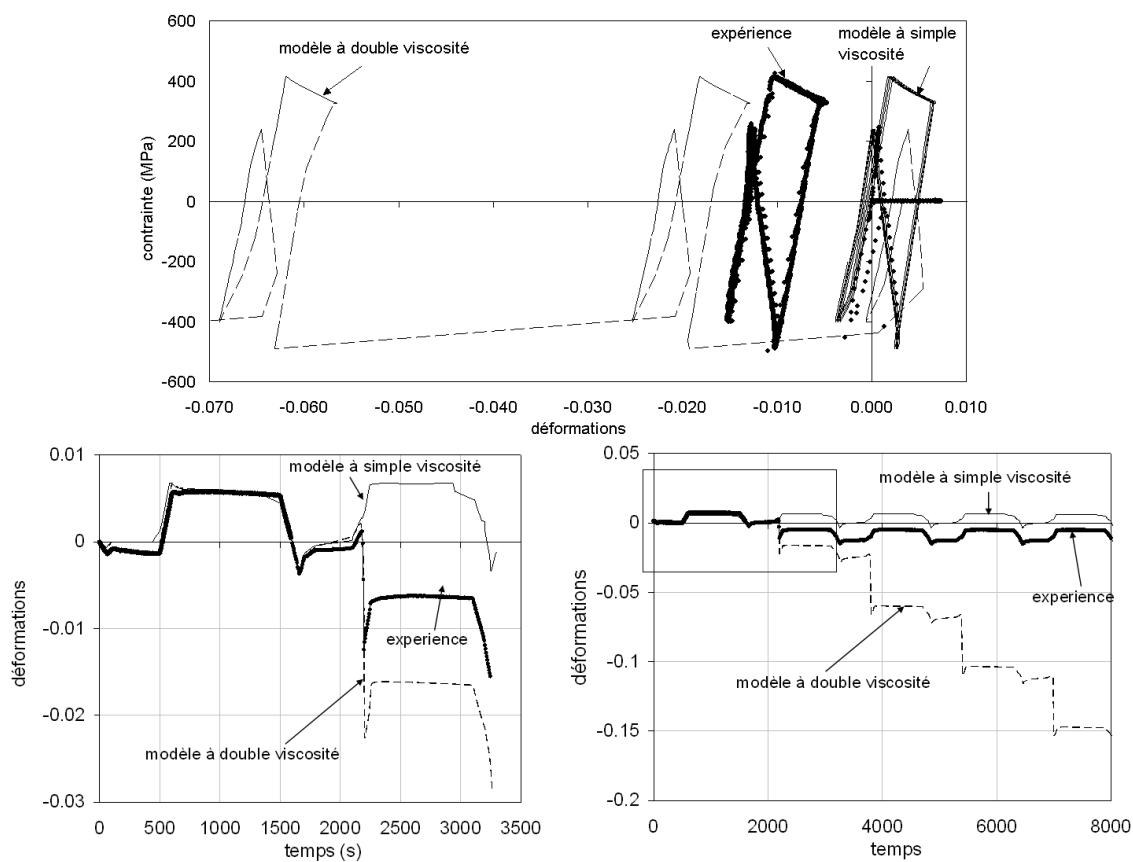 600
400
200
0
-200
-400
-600
contrainte (MPa)
modèle à double viscosité
expérience
modèle à simple
viscosité
-0.070
-0.060
-0.050
-0.040
-0.030
-0.020
-0.010
0.000
0.010
déformations
0.01
0
-0.01
-0.02
-0.03
déformations
modèle à simple viscosité
experience
modèle à double viscosité
0
500
1000
1500
2000
2500
3000
3500
temps (s)
0.05
0
-0.05
-0.1
-0.15
-0.2
déformations
modèle à simple viscosité
experience
modèle à double viscosité
0
2000
4000
6000
8000
temps